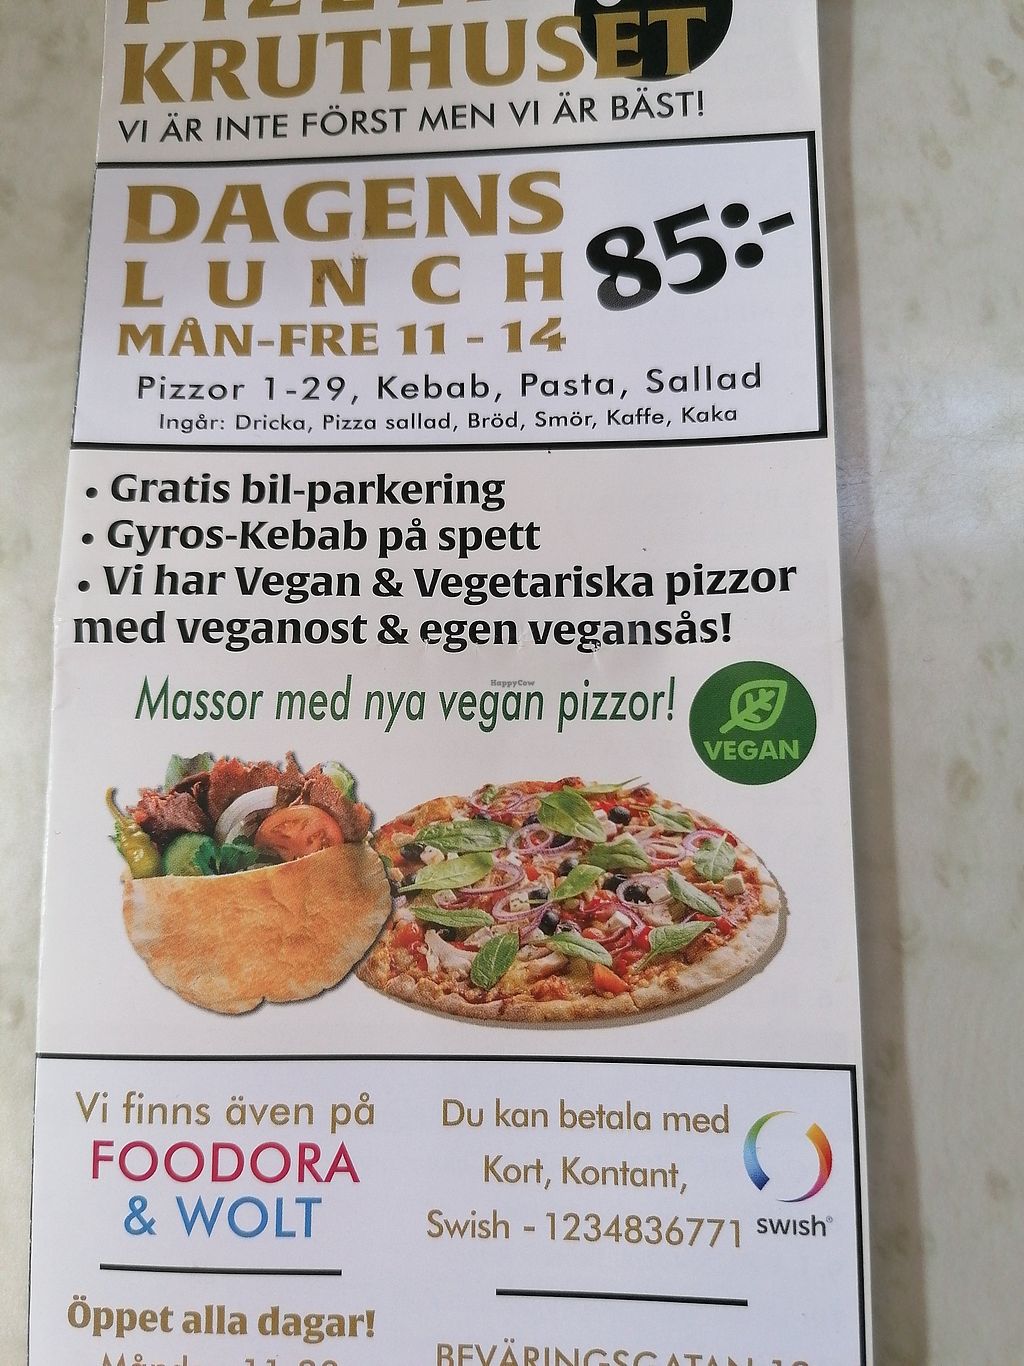 KRUTHUSET
VI ÄR INTE FÖRST MEN VI ÄR BÄST!
DAGENS
LUNCH
85:-
MÅN-FRE 11 - 14
Pizzor 1-29, Kebab, Pasta, Sallad
Ingår: Dricka, Pizza sallad, Bröd, Smör, Kaffe, Kaka
• Gratis bil-parkering
• Gyros-Kebab på spett
• Vi har Vegan & Vegetariska pizzor
med veganost & egen vegansås!
HappyCow
Massor med nya vegan pizzor!
VEGAN
Vi finns även på
FOODORA
& WOLT
Du kan betala med
Kort, Kontant,
Swish - 1234836771
swish®
Öppet alla dagar!
BEVÄRINGSGATAN